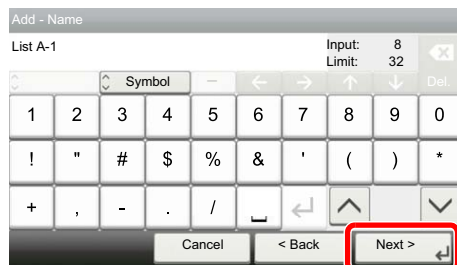 Add - Name
List A-1 Input: 8
Limit: 32
Symbol Del.
1 2 3 4 5 6 7 8 9 0
! " # $ % & ' ( ) *
+ , - . /
Cancel < Back Next >